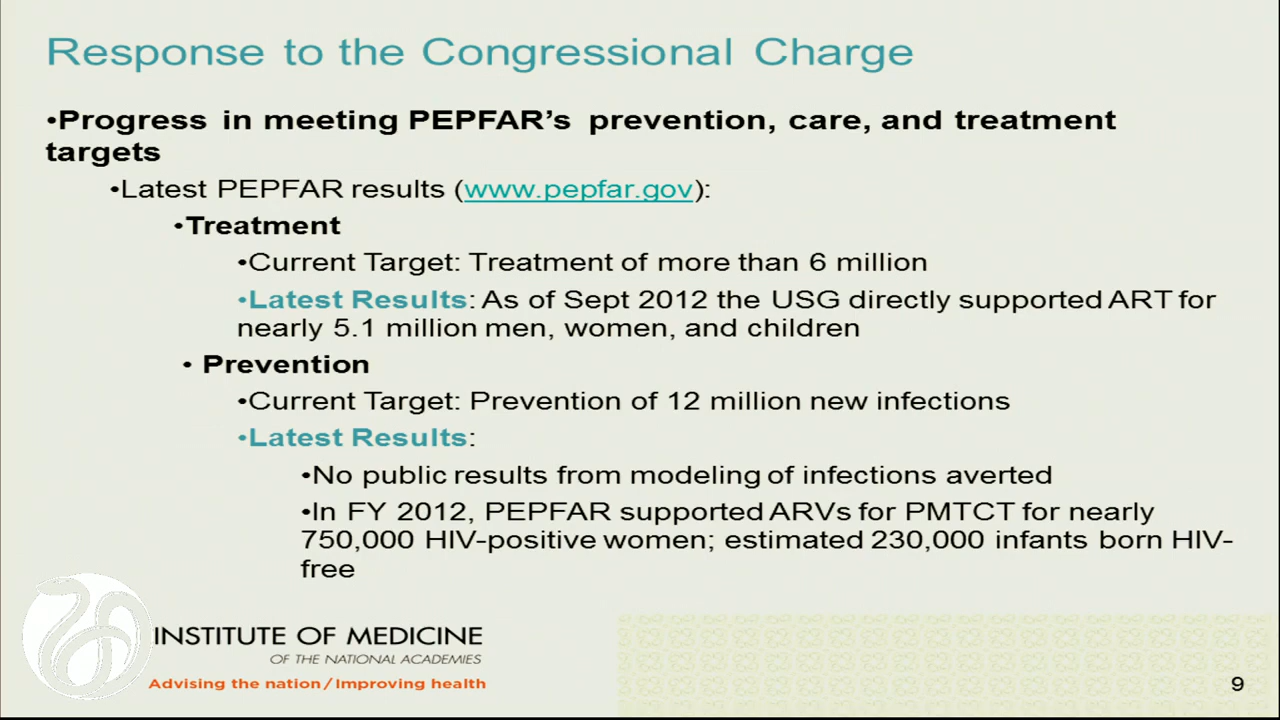 Response to the Congressional Charge
•Progress in meeting PEPFAR's prevention, care, and treatment
targets
•Latest PEPFAR results (www.pepfar.gov):
•Treatment
•Current Target: Treatment of more than 6 million
•Latest Results: As of Sept 2012 the USG directly supported ART for
nearly 5.1 million men, women, and children
• Prevention
•Current Target: Prevention of 12 million new infections
•Latest Results:
•No public results from modeling of infections averted
•In FY 2012, PEPFAR supported ARVs for PMTCT for nearly
750,000 HIV-positive women; estimated 230,000 infants born HIV-
free
INSTITUTE OF MEDICINE
OF THE NATIONAL ACADEMIES
Advising the nation / Improving health
9